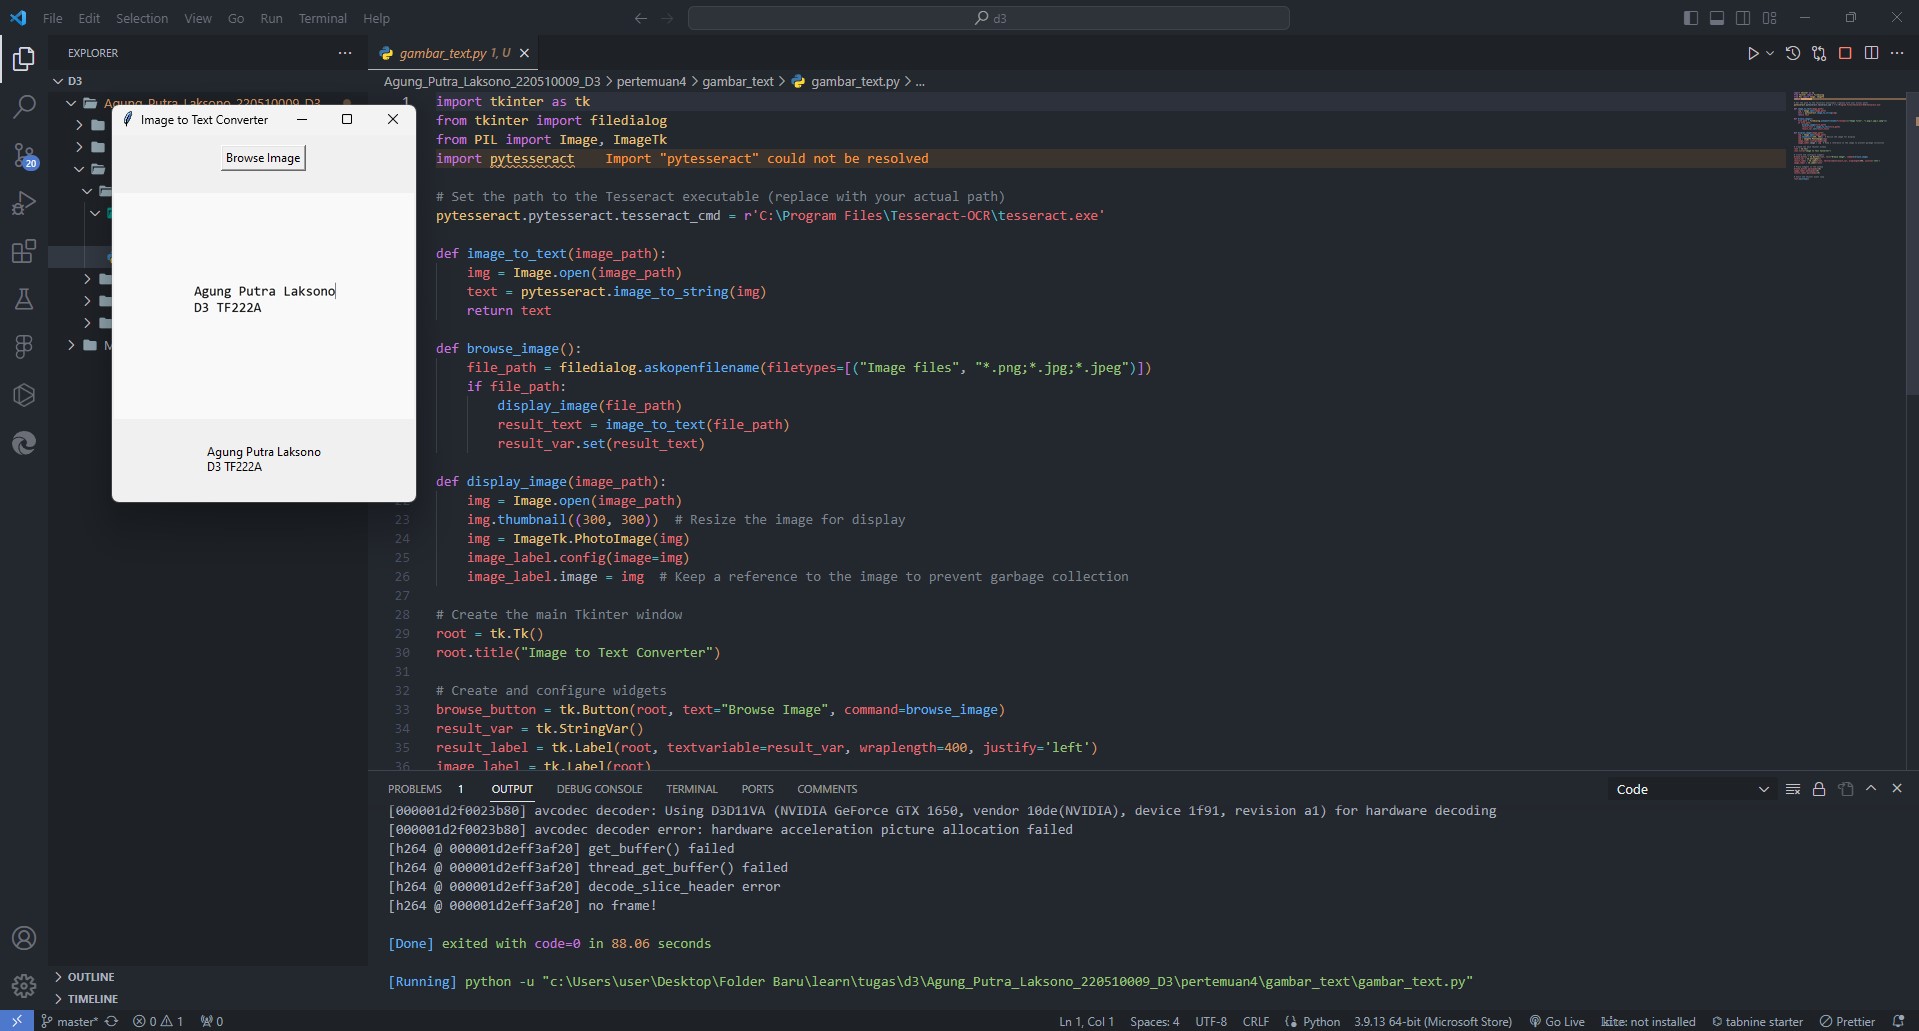 File Edit Selection View Go Run Terminal Help
d3
EXPLORER
D3
Agung_Putra_Laksono_220510009_D3
20
OUTLINE
TIMELINE
Image to Text Converter
Browse Image
Agung Putra Laksono
D3 TF222A
Agung Putra Laksono
D3 TF222A
gambar_text.py 1, U
Agung_Putra_Laksono_220510009_D3 > pertemuan4 > gambar_text > gambar_text.py > ...
1 import tkinter as tk
from tkinter import filedialog
from PIL import Image, ImageTk
import pytesseract Import "pytesseract" could not be resolved
# Set the path to the Tesseract executable (replace with your actual path)
pytesseract.pytesseract.tesseract_cmd = r'C:\Program Files\Tesseract-OCR\tesseract.exe'
def image_to_text(image_path):
img = Image.open(image_path)
text = pytesseract.image_to_string(img)
return text
def browse_image():
file_path = filedialog.askopenfilename(filetypes=[("Image files", "*.png;*.jpg;*.jpeg")])
if file_path:
display_image(file_path)
result_text = image_to_text(file_path)
result_var.set(result_text)
def display_image(image_path):
img = Image.open(image_path)
23 img.thumbnail((300, 300)) # Resize the image for display
24 img = ImageTk.PhotoImage(img)
25 image_label.config(image=img)
26 image_label.image = img # Keep a reference to the image to prevent garbage collection
27
28 # Create the main Tkinter window
29 root = tk.Tk()
30 root.title("Image to Text Converter")
31
32 # Create and configure widgets
33 browse_button = tk.Button(root, text="Browse Image", command=browse_image)
34 result_var = tk.StringVar()
35 result_label = tk.Label(root, textvariable=result_var, wraplength=400, justify='left')
36 image_label = tk.Label(root)
PROBLEMS 1 OUTPUT DEBUG CONSOLE TERMINAL PORTS COMMENTS
Code
[000001d2f0023b80] avcodec decoder: Using D3D11VA (NVIDIA GeForce GTX 1650, vendor 10de(NVIDIA), device 1f91, revision a1) for hardware decoding
[000001d2f0023b80] avcodec decoder error: hardware acceleration picture allocation failed
[h264 @ 000001d2eff3af20] get_buffer() failed
[h264 @ 000001d2eff3af20] thread_get_buffer() failed
[h264 @ 000001d2eff3af20] decode_slice_header error
[h264 @ 000001d2eff3af20] no frame!
[Done] exited with code=0 in 88.06 seconds
[Running] python -u "c:\Users\user\Desktop\Folder Baru\learn\tugas\d3\Agung_Putra_Laksono_220510009_D3\pertemuan4\gambar_text\gambar_text.py"
master* 0 1 0
Ln 1, Col 1 Spaces: 4 UTF-8 CRLF Python 3.9.13 64-bit (Microsoft Store) Go Live kite: not installed tabnine starter Prettier